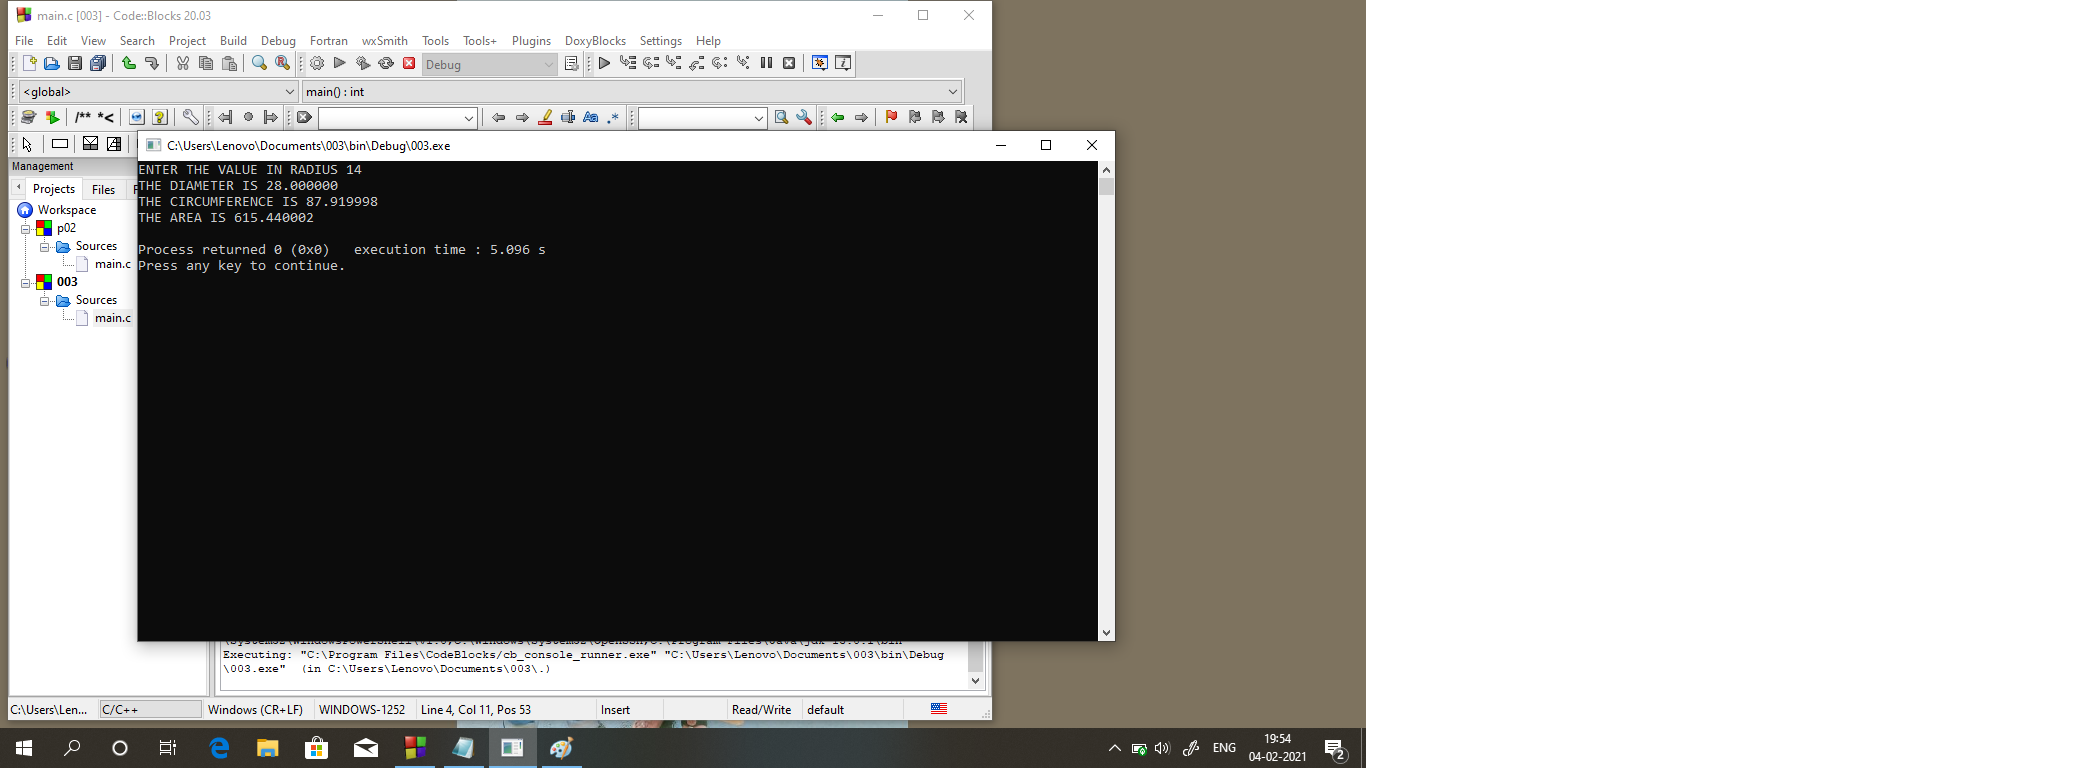 main.c [003] - Code::Blocks 20.03
File Edit View Search Project Build Debug Fortran wxSmith Tools Tools+ Plugins DoxyBlocks Settings Help
Debug
<global> main() : int
/** *<
C:\Users\Lenovo\Documents\003\bin\Debug\003.exe
Management
Projects Files
Workspace
p02
Sources
main.c
003
Sources
main.c
ENTER THE VALUE IN RADIUS 14
THE DIAMETER IS 28.000000
THE CIRCUMFERENCE IS 87.919998
THE AREA IS 615.440002
Process returned 0 (0x0)   execution time : 5.096 s
Press any key to continue.
Executing: "C:\Program Files\CodeBlocks/cb_console_runner.exe" "C:\Users\Lenovo\Documents\003\bin\Debug
\003.exe"  (in C:\Users\Lenovo\Documents\003\.)
C:\Users\Len... C/C++ Windows (CR+LF) WINDOWS-1252 Line 4, Col 11, Pos 53 Insert Read/Write default
ENG
19:54
04-02-2021
2